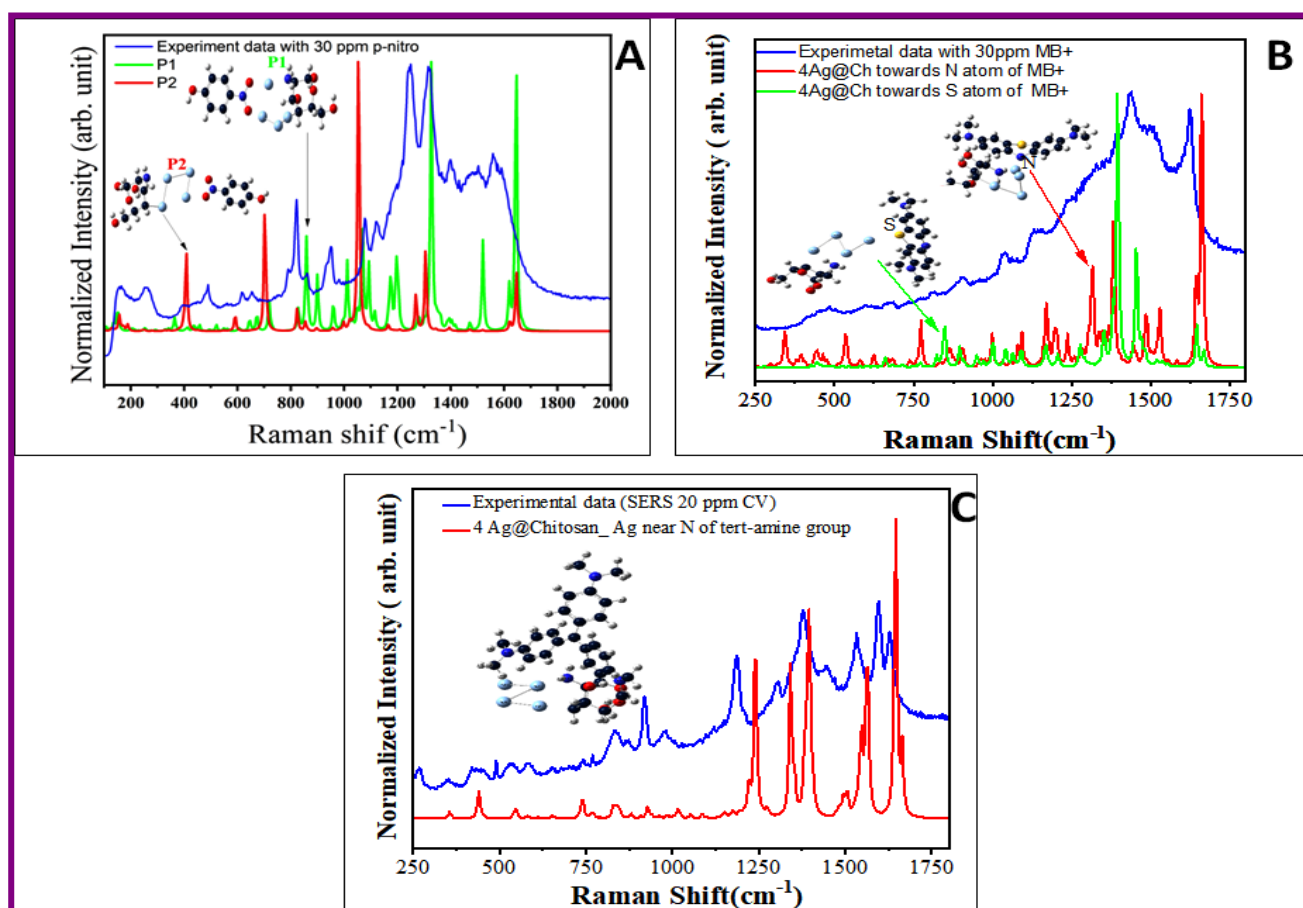 A
Experiment data with 30 ppm p-nitro
P1
P2
P1
P2
Normalized Intensity (arb. unit)
100 200 400 600 800 1000 1200 1400 1600 1800 2000
Raman shif (cm-1)
B
Experimetal data with 30ppm MB+
4Ag@Ch towards N atom of MB+
4Ag@Ch towards S atom of MB+
N
S
Normalized Intensity ( arb. unit)
250 500 750 1000 1250 1500 1750
Raman Shift(cm-1)
C
Experimental data (SERS 20 ppm CV)
4 Ag@Chitosan_ Ag near N of tert-amine group
Normalized Intensity ( arb. unit)
250 500 750 1000 1250 1500 1750
Raman Shift(cm-1)